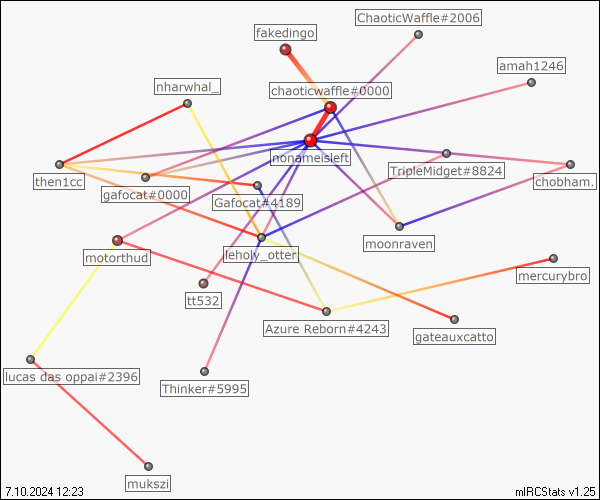 ChaoticWaffle#2006
fakedingo
amah1246
nharwhal_
chaoticwaffle#0000
nonameisleft
TripleMidget#8824
then1cc
chobham.
gafocat#0000
Gafocat#4189
moonraven
motorthud
leholy_otter
mercurybro
tt532
Azure Reborn#4243
gateauxcatto
lucas das oppai#2396
Thinker#5995
mukszi
7.10.2024 12:23
mIRCStats v1.25